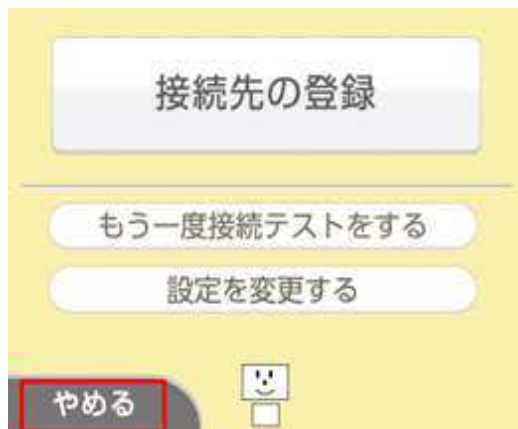 接続先の登録
もう一度接続テストをする
設定を変更する
やめる